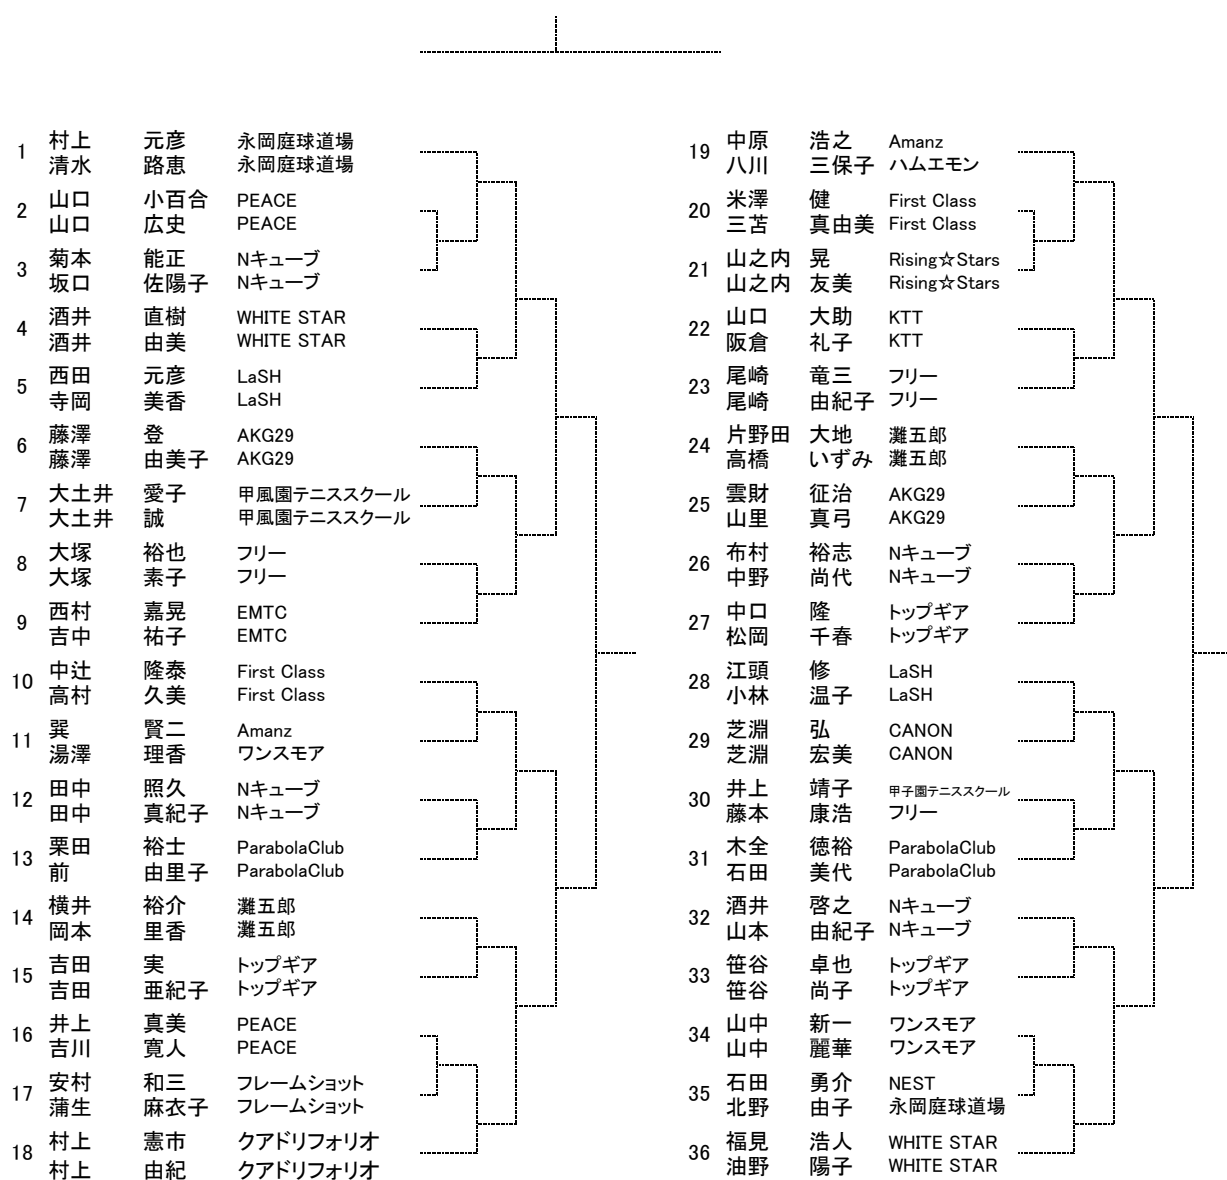 1 村上 元彦 永岡庭球道場
清水 路恵 永岡庭球道場
2 山口 小百合 PEACE
山口 広史 PEACE
3 菊本 能正 Nキューブ
坂口 佐陽子 Nキューブ
4 酒井 直樹 WHITE STAR
酒井 由美 WHITE STAR
5 西田 元彦 LaSH
寺岡 美香 LaSH
6 藤澤 登 AKG29
藤澤 由美子 AKG29
7 大土井 愛子 甲風園テニススクール
大土井 誠 甲風園テニススクール
8 大塚 裕也 フリー
大塚 素子 フリー
9 西村 嘉晃 EMTC
吉中 祐子 EMTC
10 中辻 隆泰 First Class
高村 久美 First Class
11 巽 賢二 Amanz
湯澤 理香 ワンスモア
12 田中 照久 Nキューブ
田中 真紀子 Nキューブ
13 栗田 裕士 ParabolaClub
前 由里子 ParabolaClub
14 横井 裕介 灘五郎
岡本 里香 灘五郎
15 吉田 実 トップギア
吉田 亜紀子 トップギア
16 井上 真美 PEACE
吉川 寛人 PEACE
17 安村 和三 フレームショット
蒲生 麻衣子 フレームショット
18 村上 憲市 クアドリフォリオ
村上 由紀 クアドリフォリオ
19 中原 浩之 Amanz
八川 三保子 ハムエモン
20 米澤 健 First Class
三苫 真由美 First Class
21 山之内 晃 Rising☆Stars
山之内 友美 Rising☆Stars
22 山口 大助 KTT
阪倉 礼子 KTT
23 尾崎 竜三 フリー
尾崎 由紀子 フリー
24 片野田 大地 灘五郎
高橋 いずみ 灘五郎
25 雲財 征治 AKG29
山里 真弓 AKG29
26 布村 裕志 Nキューブ
中野 尚代 Nキューブ
27 中口 隆 トップギア
松岡 千春 トップギア
28 江頭 修 LaSH
小林 温子 LaSH
29 芝淵 弘 CANON
芝淵 宏美 CANON
30 井上 靖子 甲子園テニススクール
藤本 康浩 フリー
31 木全 徳裕 ParabolaClub
石田 美代 ParabolaClub
32 酒井 啓之 Nキューブ
山本 由紀子 Nキューブ
33 笹谷 卓也 トップギア
笹谷 尚子 トップギア
34 山中 新一 ワンスモア
山中 麗華 ワンスモア
35 石田 勇介 NEST
北野 由子 永岡庭球道場
36 福見 浩人 WHITE STAR
油野 陽子 WHITE STAR